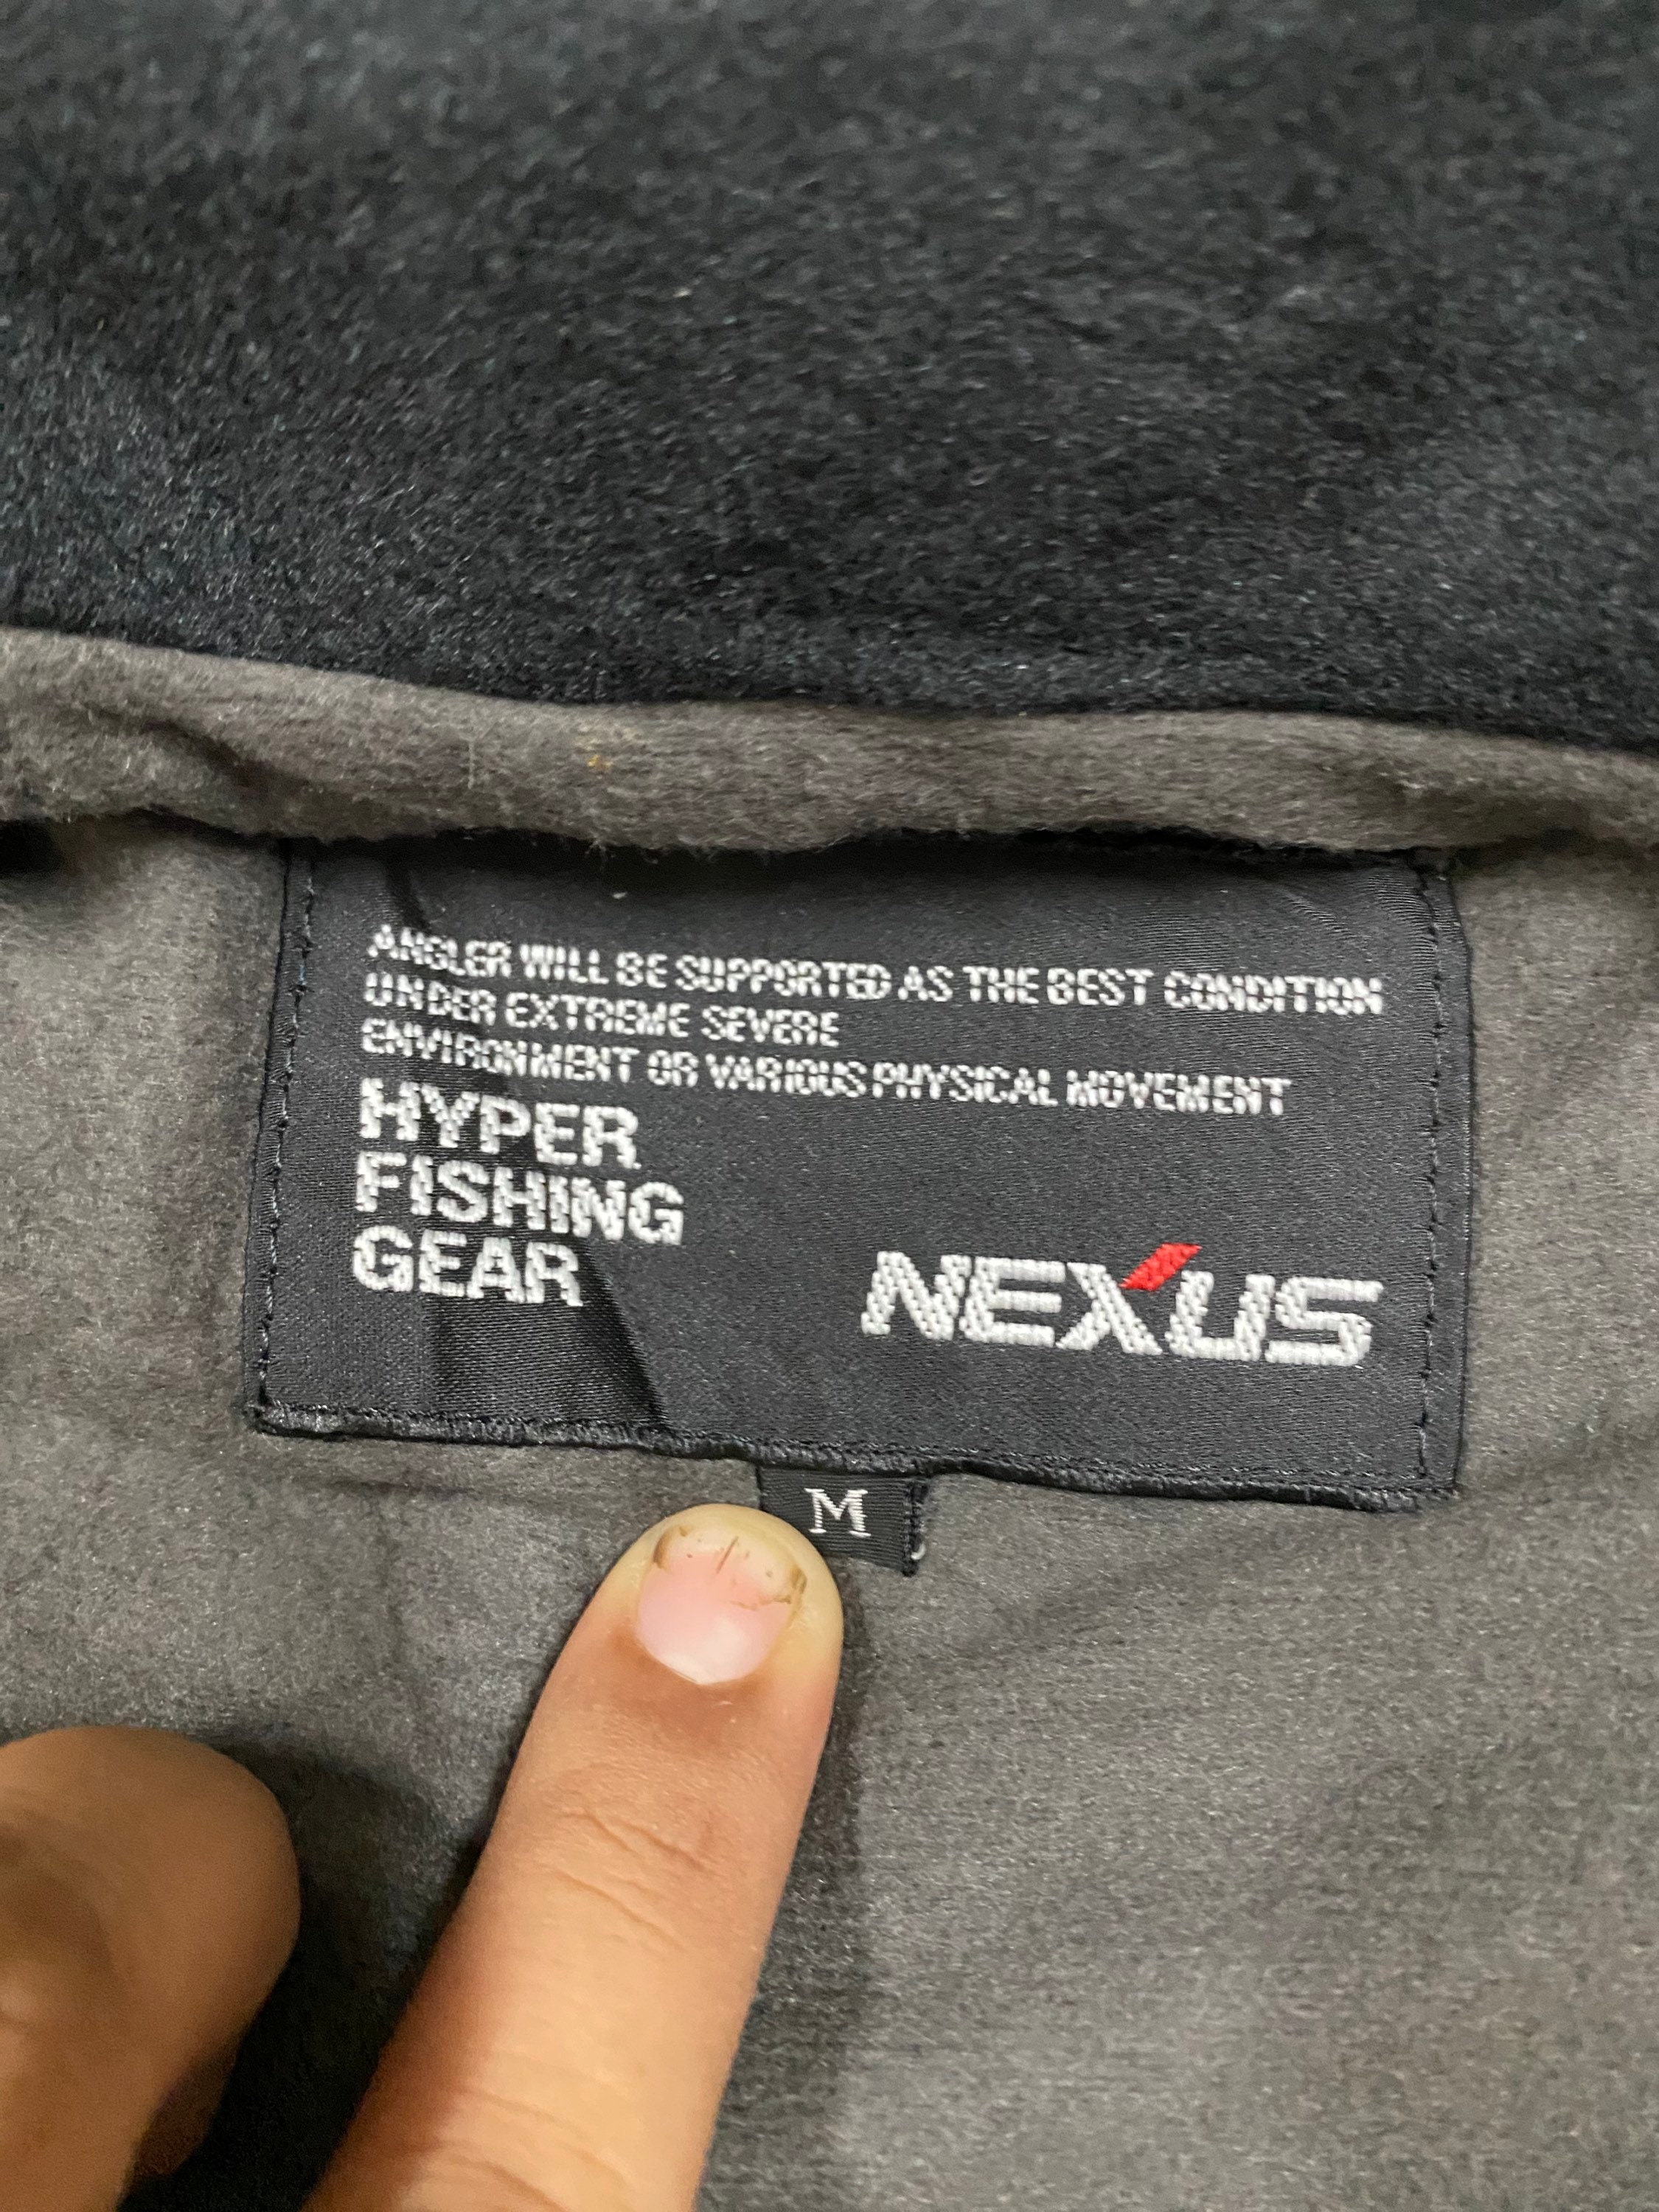 ANGLER WILL BE SUPPORTED AS THE BEST CONDITION
UNDER EXTREME SEVERE
ENVIRONMENT OR VARIOUS PHYSICAL MOVEMENT
HYPER
FISHING
GEAR
NEXUS
M